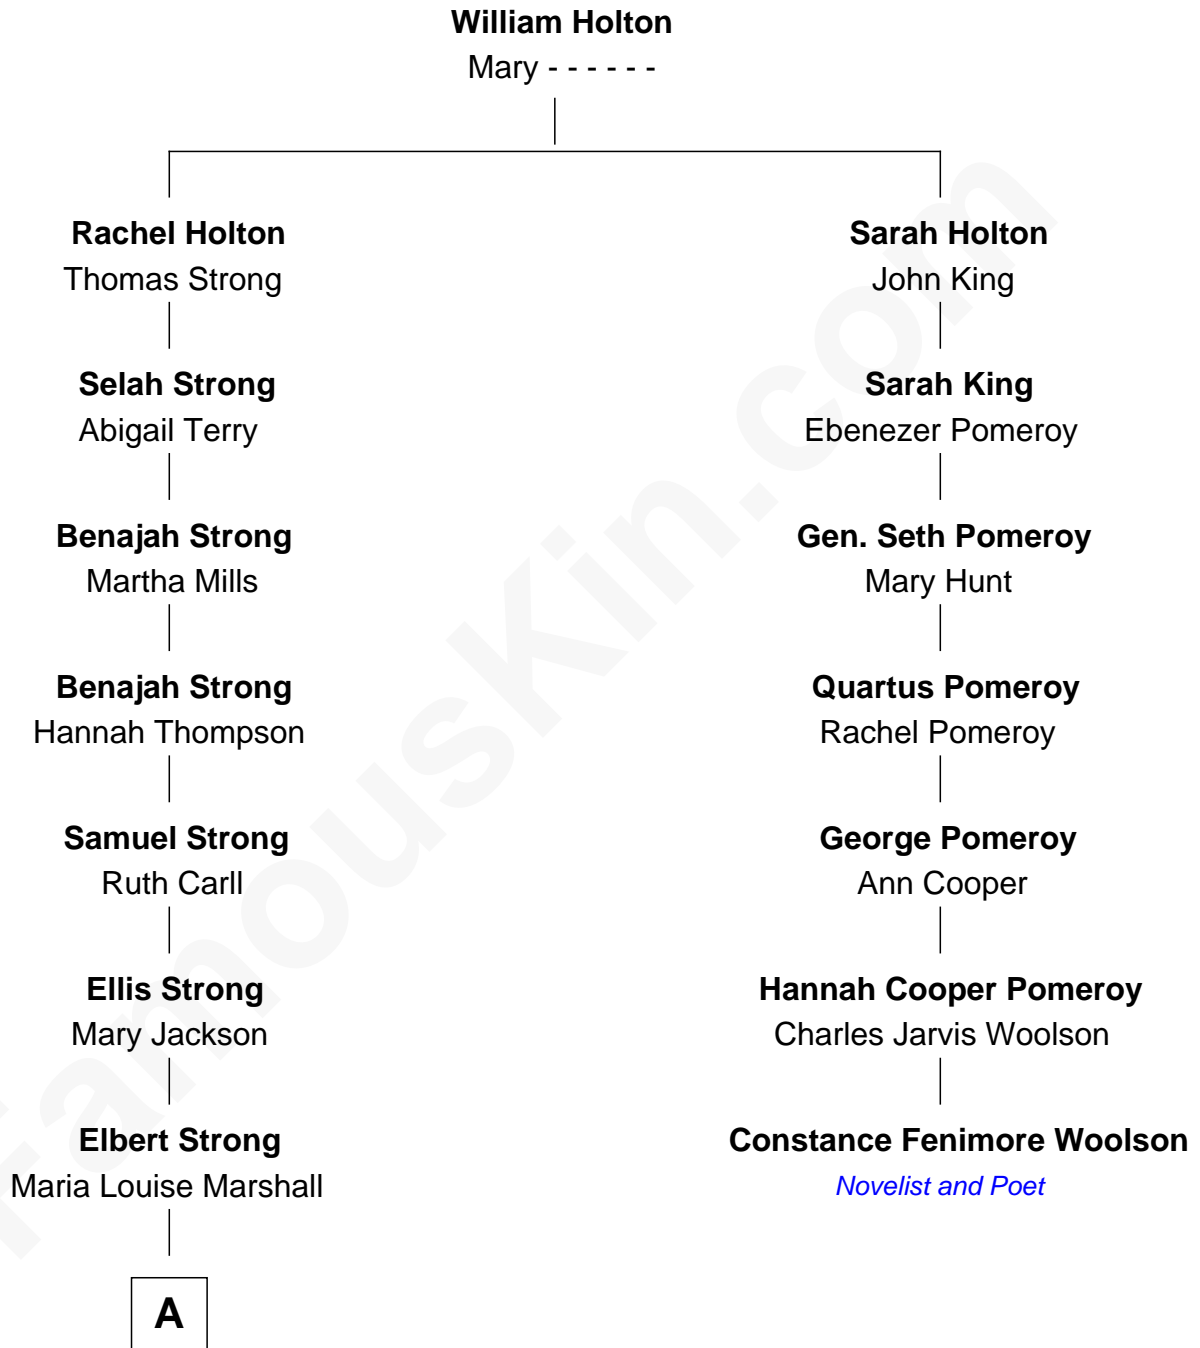 William Holton
Mary - - - - - -
Rachel Holton
Thomas Strong
Sarah Holton
John King
Selah Strong
Abigail Terry
Sarah King
Ebenezer Pomeroy
Benajah Strong
Martha Mills
Gen. Seth Pomeroy
Mary Hunt
Benajah Strong
Hannah Thompson
Quartus Pomeroy
Rachel Pomeroy
Samuel Strong
Ruth Carll
George Pomeroy
Ann Cooper
Ellis Strong
Mary Jackson
Hannah Cooper Pomeroy
Charles Jarvis Woolson
Elbert Strong
Maria Louise Marshall
Constance Fenimore Woolson
Novelist and Poet
A
FamousKin.com